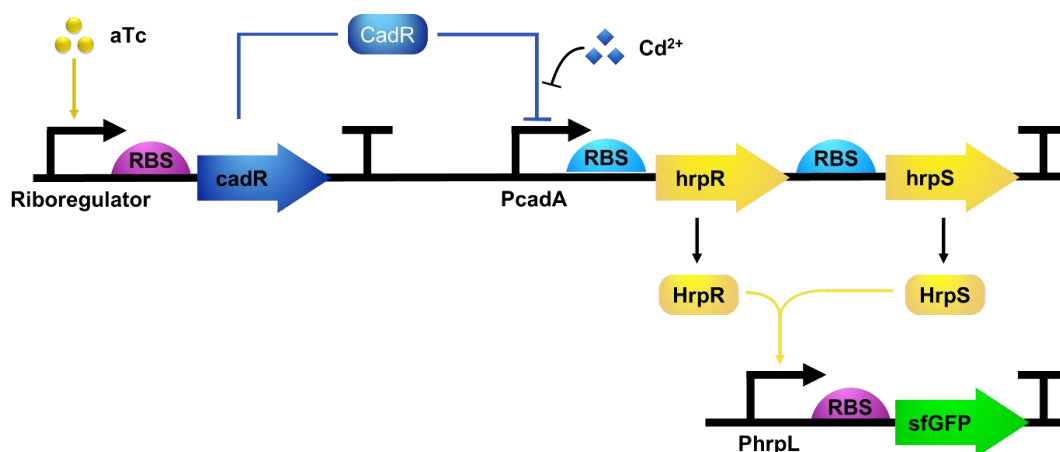 aTc
CadR
Cd²⁺
RBS
cadR
RBS
hrpR
RBS
hrpS
Riboregulator
PcadA
HrpR
HrpS
RBS
sfGFP
PhrpL